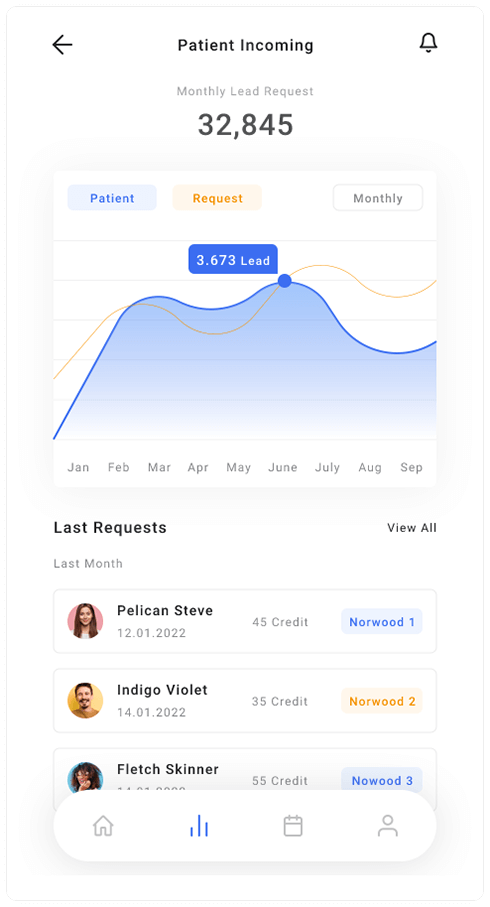 Patient Incoming
Monthly Lead Request
32,845
Patient Request Monthly
3.673 Lead
Jan Feb Mar Apr May June July Aug Sep
Last Requests View All
Last Month
Pelican Steve
45 Credit Norwood 1
12.01.2022
Indigo Violet
35 Credit Norwood 2
14.01.2022
Fletch Skinner
55 Credit Nowood 3